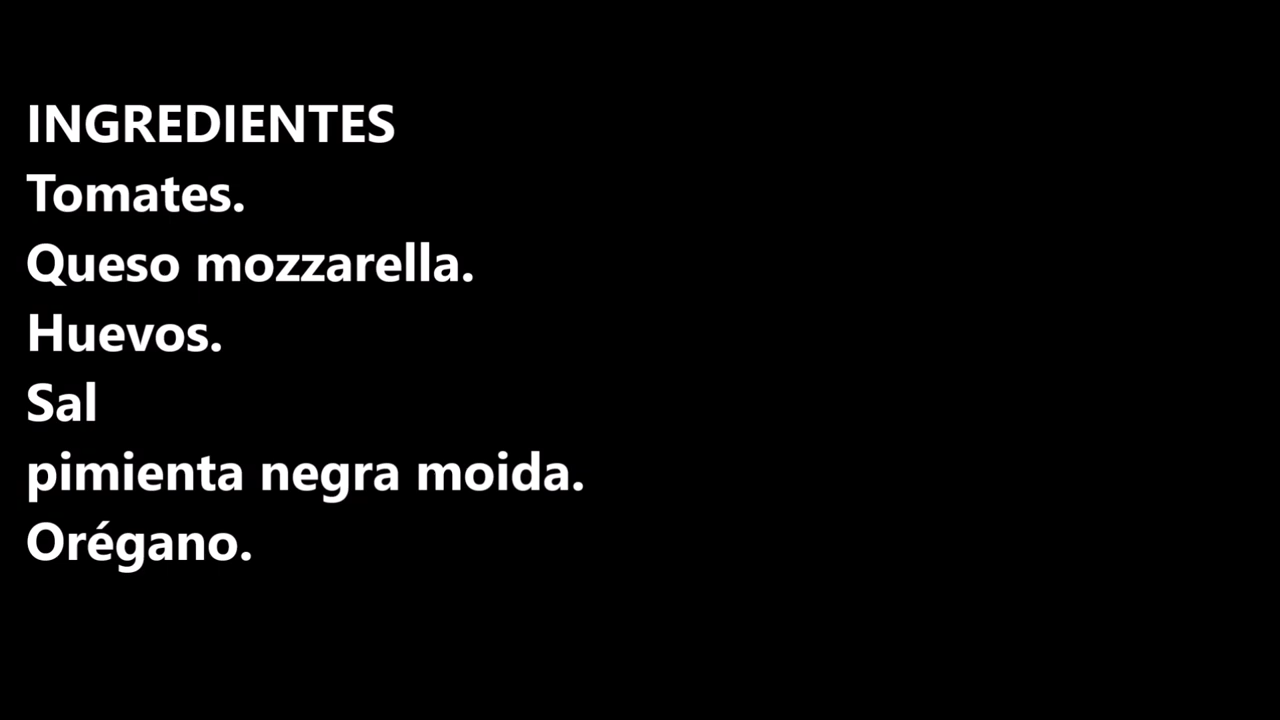 INGREDIENTES
Tomates.
Queso mozzarella.
Huevos.
Sal
pimienta negra moida.
Orégano.